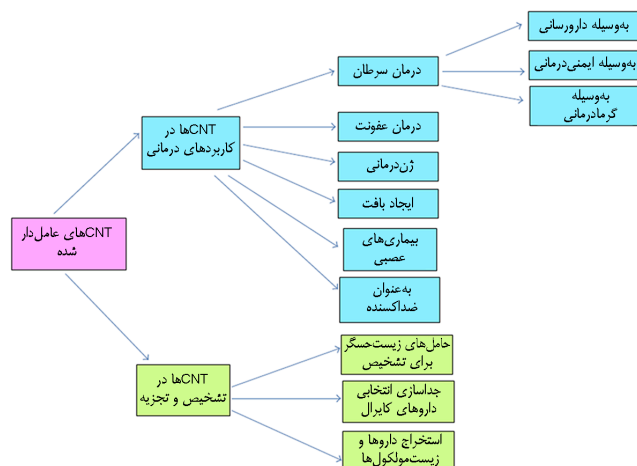 CNTهای عامل‌دار
شده
CNTها در
کاربردهای درمانی
درمان سرطان
به‌وسیله دارورسانی
به‌وسیله ایمنی‌درمانی
به‌وسیله
گرمادرمانی
درمان عفونت
ژن‌درمانی
ایجاد بافت
بیماری‌های
عصبی
به‌عنوان
ضداکسنده
CNTها در
تشخیص و تجزیه
حامل‌های زیست‌حسگر
برای تشخیص
جداسازی انتخابی
داروهای کایرال
استخراج داروها و
زیست‌مولکول‌ها